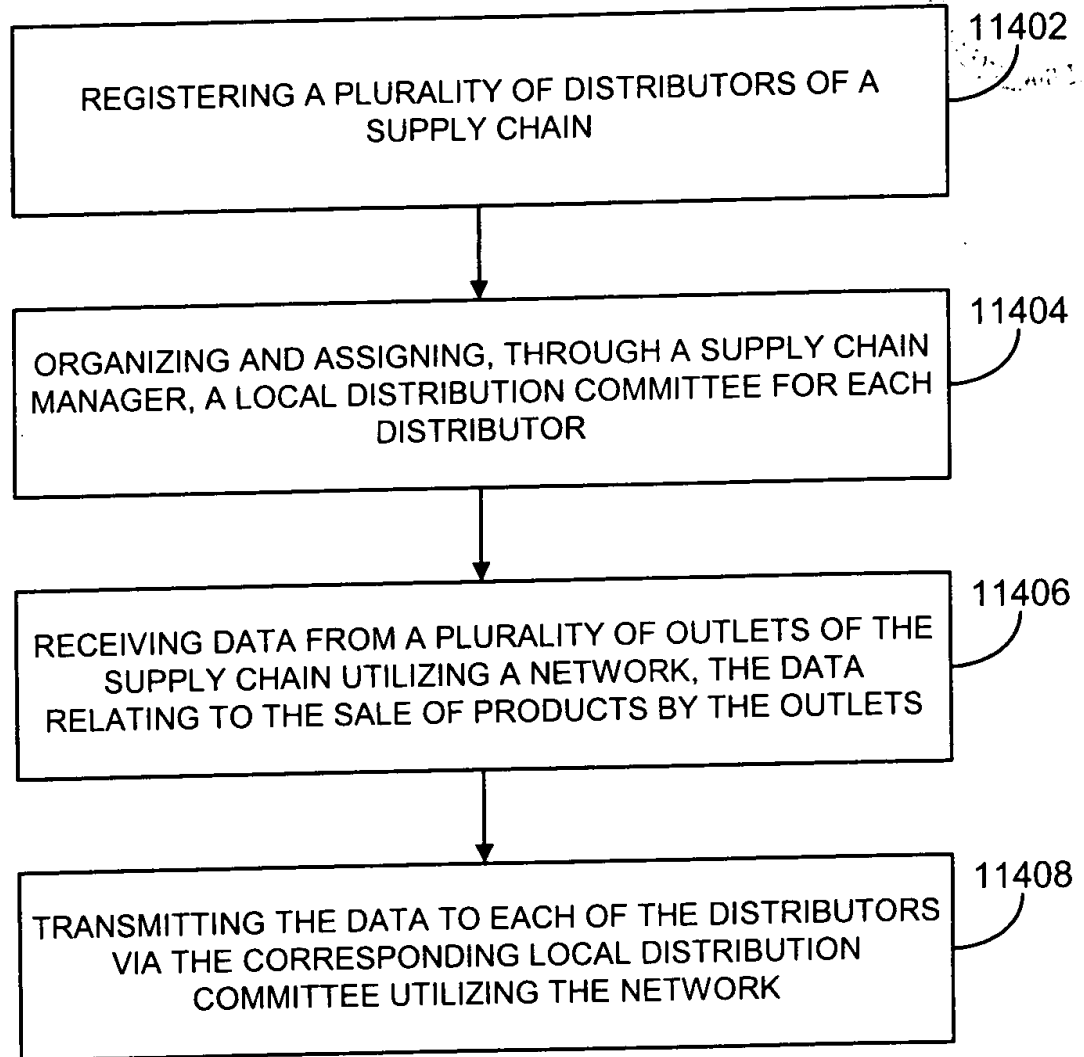 11402
REGISTERING A PLURALITY OF DISTRIBUTORS OF A
SUPPLY CHAIN
11404
ORGANIZING AND ASSIGNING, THROUGH A SUPPLY CHAIN
MANAGER, A LOCAL DISTRIBUTION COMMITTEE FOR EACH
DISTRIBUTOR
11406
RECEIVING DATA FROM A PLURALITY OF OUTLETS OF THE
SUPPLY CHAIN UTILIZING A NETWORK, THE DATA
RELATING TO THE SALE OF PRODUCTS BY THE OUTLETS
11408
TRANSMITTING THE DATA TO EACH OF THE DISTRIBUTORS
VIA THE CORRESPONDING LOCAL DISTRIBUTION
COMMITTEE UTILIZING THE NETWORK